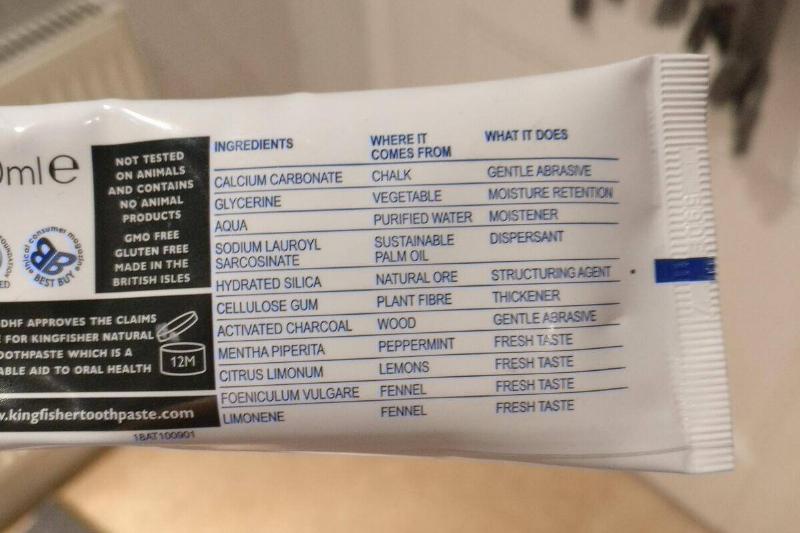 ml e
NOT TESTED
ON ANIMALS
AND CONTAINS
NO ANIMAL
PRODUCTS
GMO FREE
GLUTEN FREE
MADE IN THE
BRITISH ISLES
ethical consumer magazine
BEST BUY
DHF APPROVES THE CLAIMS
FOR KINGFISHER NATURAL
OOTHPASTE WHICH IS A
ABLE AID TO ORAL HEALTH
12M
w.kingfishertoothpaste.com
18AT100901
INGREDIENTS WHERE IT COMES FROM WHAT IT DOES
CALCIUM CARBONATE CHALK GENTLE ABRASIVE
GLYCERINE VEGETABLE MOISTURE RETENTION
AQUA PURIFIED WATER MOISTENER
SODIUM LAUROYL SUSTAINABLE DISPERSANT
SARCOSINATE PALM OIL
HYDRATED SILICA NATURAL ORE STRUCTURING AGENT
CELLULOSE GUM PLANT FIBRE THICKENER
ACTIVATED CHARCOAL WOOD GENTLE ABRASIVE
MENTHA PIPERITA PEPPERMINT FRESH TASTE
CITRUS LIMONUM LEMONS FRESH TASTE
FOENICULUM VULGARE FENNEL FRESH TASTE
LIMONENE FENNEL FRESH TASTE